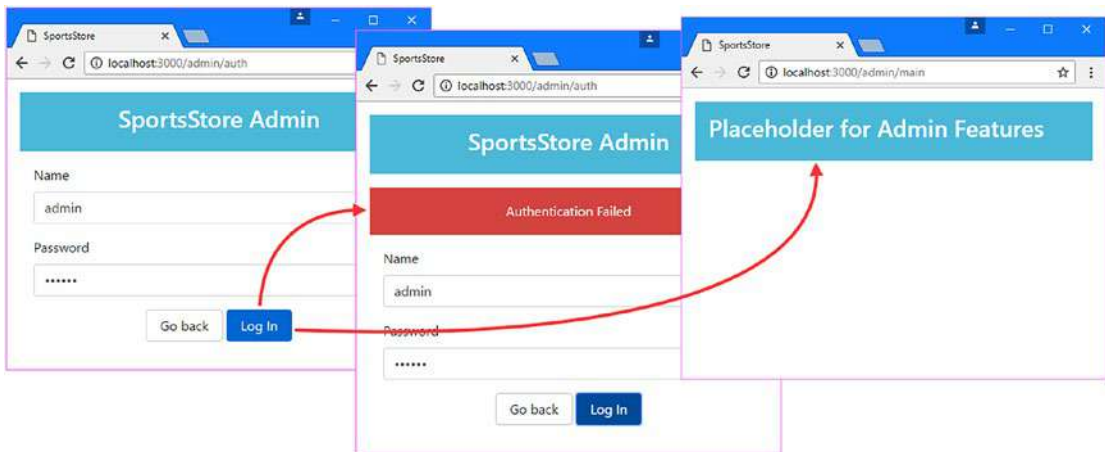 SportsStore
localhost:3000/admin/auth
SportsStore Admin
Name
admin
Password
••••••
Go back
Log In
SportsStore
localhost:3000/admin/auth
SportsStore Admin
Authentication Failed
Name
admin
Password
••••••
Go back
Log In
SportsStore
localhost:3000/admin/main
Placeholder for Admin Features